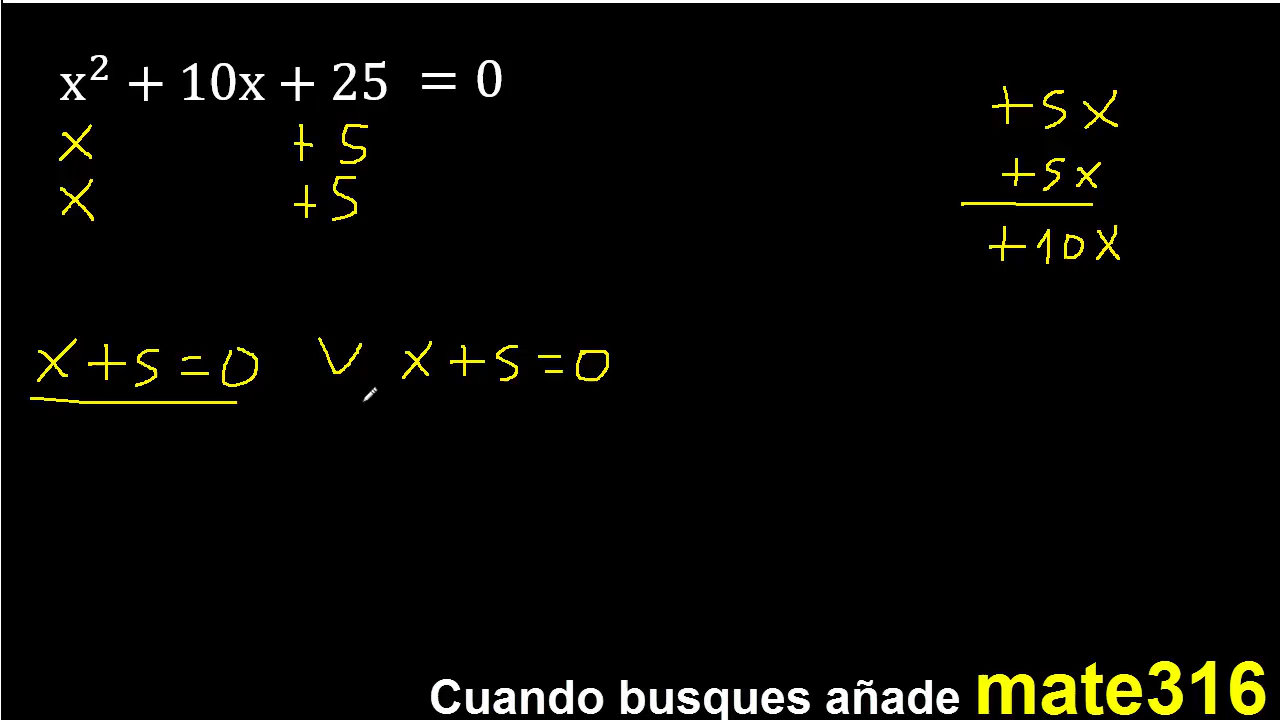 x² + 10x + 25 = 0
x +5
x +5
+5x
+5x
+10x
x+5=0 V x+5=0
Cuando busques añade mate316